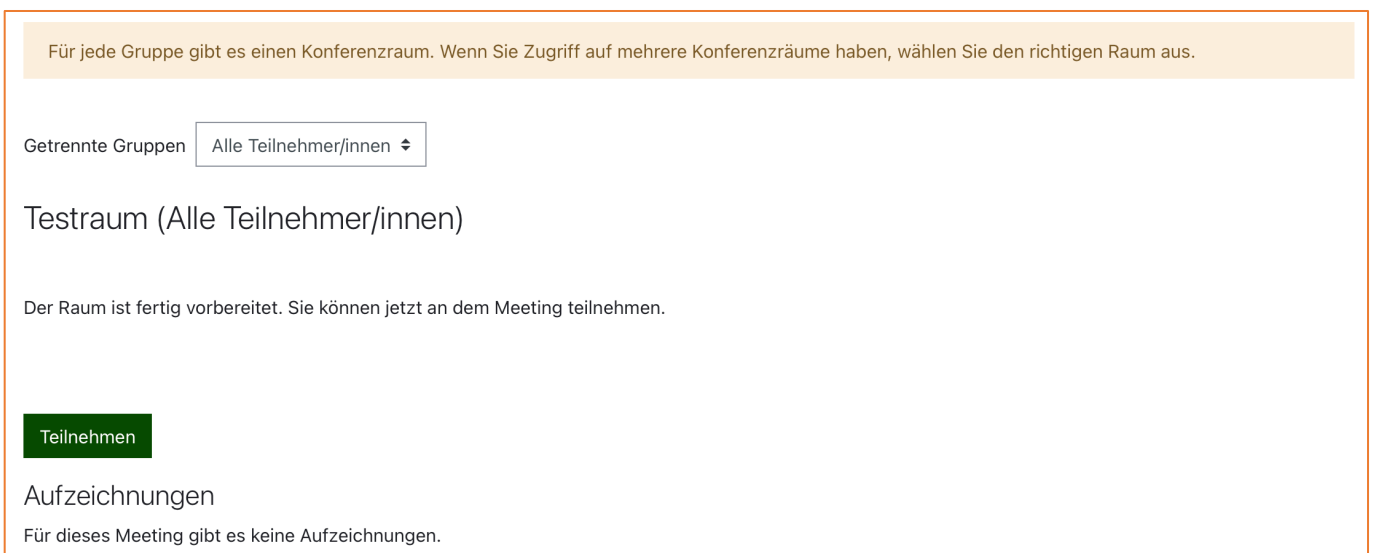 Für jede Gruppe gibt es einen Konferenzraum. Wenn Sie Zugriff auf mehrere Konferenzräume haben, wählen Sie den richtigen Raum aus.
Getrennte Gruppen Alle Teilnehmer/innen
Testraum (Alle Teilnehmer/innen)
Der Raum ist fertig vorbereitet. Sie können jetzt an dem Meeting teilnehmen.
Teilnehmen
Aufzeichnungen
Für dieses Meeting gibt es keine Aufzeichnungen.